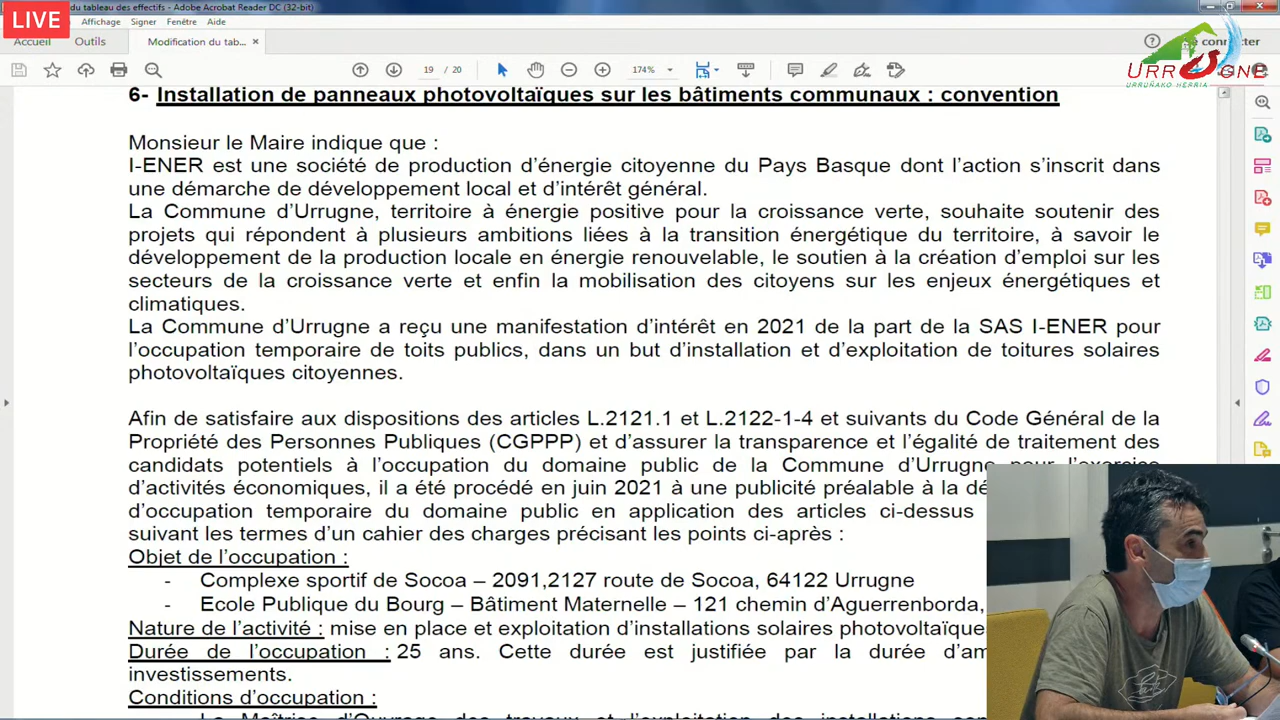 LIVE
du tableau des effectifs - Adobe Acrobat Reader DC (32-bit)
Affichage Signer Fenêtre Aide
Accueil Outils Modification du tab... × connecter
19 / 20 174%
URRUGNE
URRUÑAKO HERRIA
6- Installation de panneaux photovoltaïques sur les bâtiments communaux : convention
Monsieur le Maire indique que :
I-ENER est une société de production d'énergie citoyenne du Pays Basque dont l'action s'inscrit dans
une démarche de développement local et d'intérêt général.
La Commune d'Urrugne, territoire à énergie positive pour la croissance verte, souhaite soutenir des
projets qui répondent à plusieurs ambitions liées à la transition énergétique du territoire, à savoir le
développement de la production locale en énergie renouvelable, le soutien à la création d'emploi sur les
secteurs de la croissance verte et enfin la mobilisation des citoyens sur les enjeux énergétiques et
climatiques.
La Commune d'Urrugne a reçu une manifestation d'intérêt en 2021 de la part de la SAS I-ENER pour
l'occupation temporaire de toits publics, dans un but d'installation et d'exploitation de toitures solaires
photovoltaïques citoyennes.
Afin de satisfaire aux dispositions des articles L.2121.1 et L.2122-1-4 et suivants du Code Général de la
Propriété des Personnes Publiques (CGPPP) et d'assurer la transparence et l'égalité de traitement des
candidats potentiels à l'occupation du domaine public de la Commune d'Urrugne pour l'exercice
d'activités économiques, il a été procédé en juin 2021 à une publicité préalable à la
d'occupation temporaire du domaine public en application des articles ci-dessus
suivant les termes d'un cahier des charges précisant les points ci-après :
Objet de l'occupation :
- Complexe sportif de Socoa – 2091,2127 route de Socoa, 64122 Urrugne
- Ecole Publique du Bourg – Bâtiment Maternelle – 121 chemin d'Aguerrenborda,
Nature de l'activité : mise en place et exploitation d'installations solaires photovoltaïques
Durée de l'occupation : 25 ans. Cette durée est justifiée par la durée
investissements.
Conditions d'occupation :
La Maîtrise d'Ouvrage des travaux et l'exploitation des installations